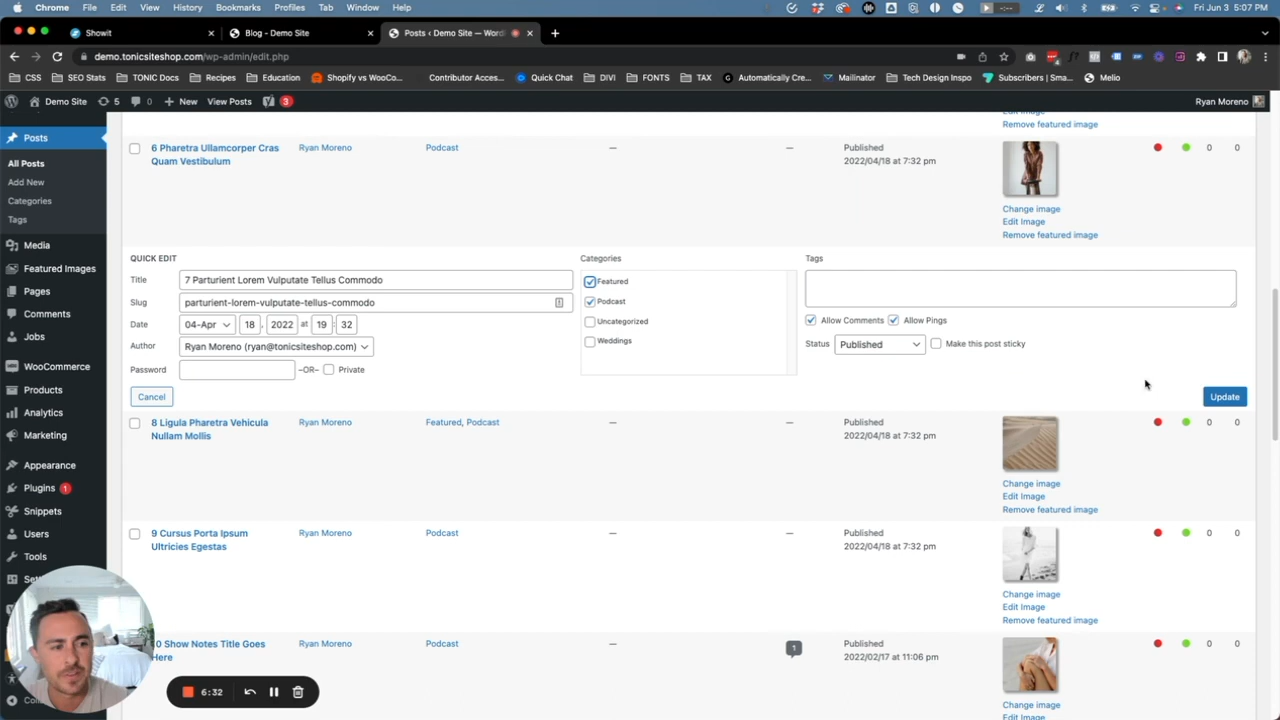 Chrome File Edit View History Bookmarks Profiles Tab Window Help Fri Jun 3 5:07 PM
Showit Blog – Demo Site Posts ‹ Demo Site — Word
demo.tonicsiteshop.com/wp-admin/edit.php
CSS SEO Stats TONIC Docs Recipes Education Shopify vs WooCo... Contributor Acces... Quick Chat DIVI FONTS TAX Automatically Cre... Mailinator Tech Design Inspo Subscribers | Sma... Melio
Demo Site 5 0 New View Posts 3 Ryan Moreno
Posts
All Posts
Add New
Categories
Tags
Media
Featured Images
Pages
Comments
Jobs
WooCommerce
Products
Analytics
Marketing
Appearance
Plugins 1
Snippets
Users
Tools
Remove featured image
6 Pharetra Ullamcorper Cras
Quam Vestibulum
Ryan Moreno
Podcast
—
—
Published
2022/04/18 at 7:32 pm
0 0
Change image
Edit Image
Remove featured image
QUICK EDIT
Title 7 Parturient Lorem Vulputate Tellus Commodo
Slug parturient-lorem-vulputate-tellus-commodo
Date 04-Apr 18 , 2022 at 19 : 32
Author Ryan Moreno (ryan@tonicsiteshop.com)
Password –OR– Private
Categories
Featured
Podcast
Uncategorized
Weddings
Tags
Allow Comments Allow Pings
Status Published Make this post sticky
Cancel Update
8 Ligula Pharetra Vehicula
Nullam Mollis
Ryan Moreno
Featured, Podcast
—
—
Published
2022/04/18 at 7:32 pm
0 0
Change image
Edit Image
Remove featured image
9 Cursus Porta Ipsum
Ultricies Egestas
Ryan Moreno
Podcast
—
—
Published
2022/04/18 at 7:32 pm
0 0
Change image
Edit Image
Remove featured image
0 Show Notes Title Goes
Here
Ryan Moreno
Podcast
—
1
Published
2022/02/17 at 11:06 pm
0 0
Change image
Edit Image
6:32